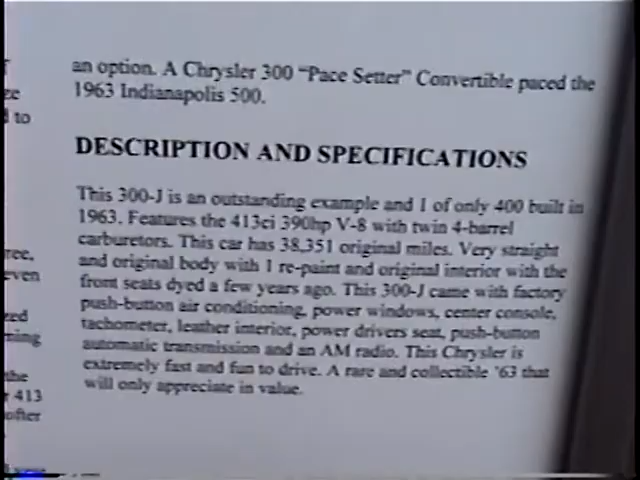 an option. A Chrysler 300 "Pace Setter" Convertible paced the
1963 Indianapolis 500.
DESCRIPTION AND SPECIFICATIONS
This 300-J is an outstanding example and 1 of only 400 built in
1963. Features the 413ci 390hp V-8 with twin 4-barrel
carburetors. This car has 38,351 original miles. Very straight
and original body with 1 re-paint and original interior with the
front seats dyed a few years ago. This 300-J came with factory
push-button air conditioning, power windows, center console,
tachometer, leather interior, power drivers seat, push-button
automatic transmission and an AM radio. This Chrysler is
extremely fast and fun to drive. A rare and collectible '63 that
will only appreciate in value.
to
even
the
413